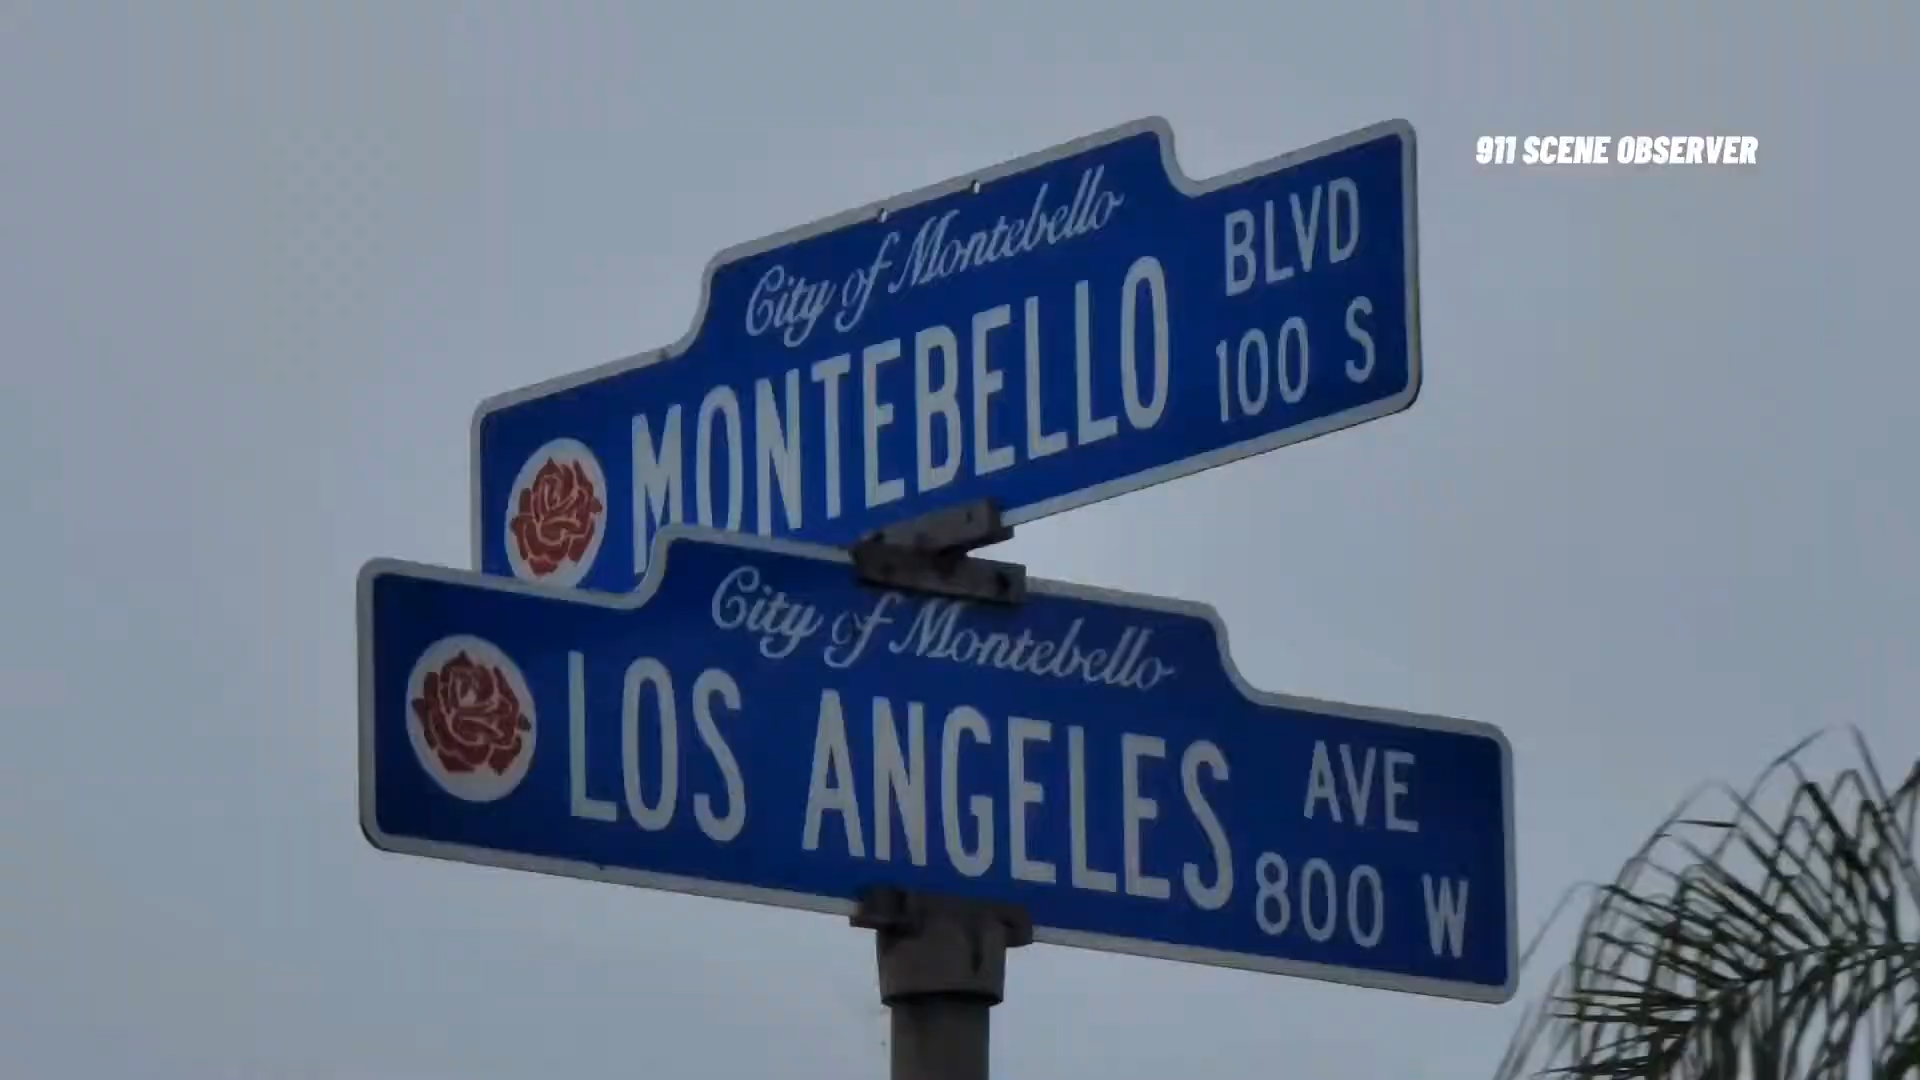 911 SCENE OBSERVER
City of Montebello
MONTEBELLO BLVD
100 S
City of Montebello
LOS ANGELES AVE
800 W